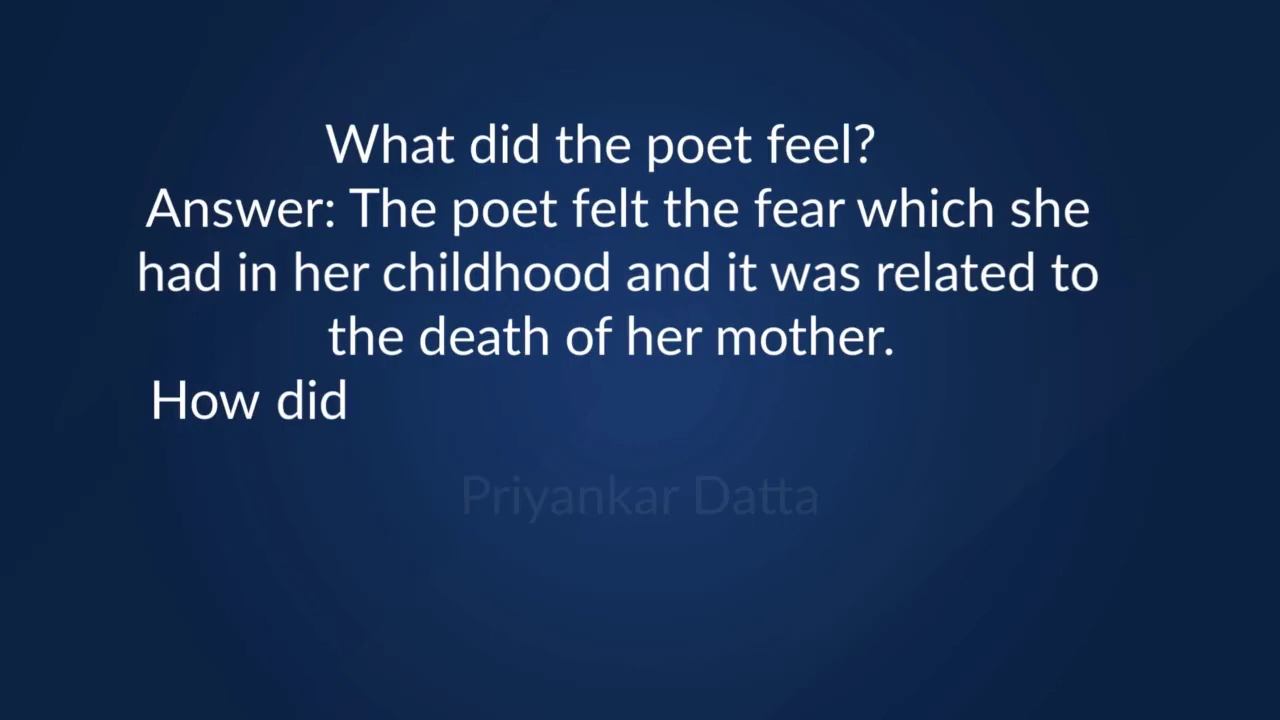 What did the poet feel?
Answer: The poet felt the fear which she
had in her childhood and it was related to
the death of her mother.
How did
Priyankar Datta